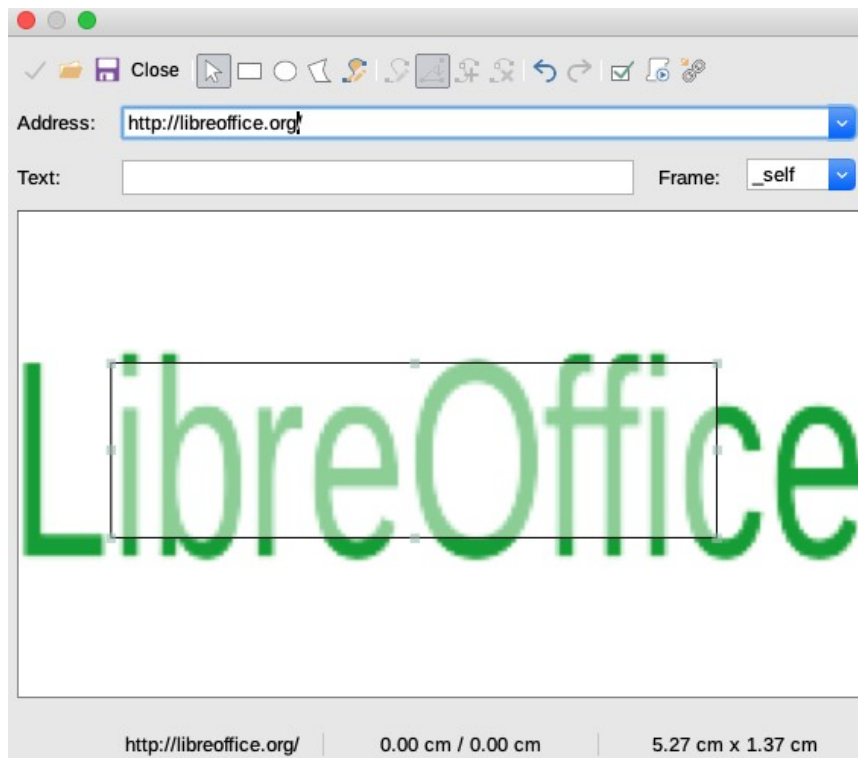 Close
Address: http://libreoffice.org/
Text: Frame: _self
LibreOffice
http://libreoffice.org/ 0.00 cm / 0.00 cm 5.27 cm x 1.37 cm